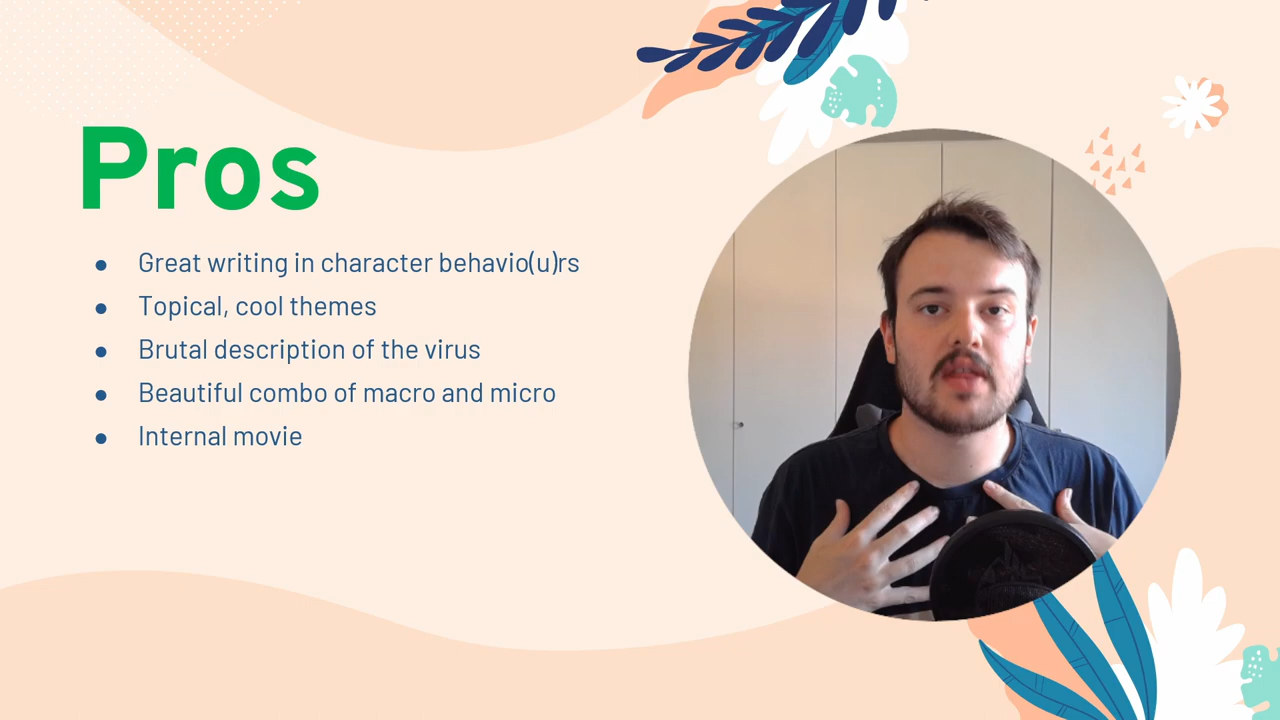 Pros
● Great writing in character behavio(u)rs
● Topical, cool themes
● Brutal description of the virus
● Beautiful combo of macro and micro
● Internal movie